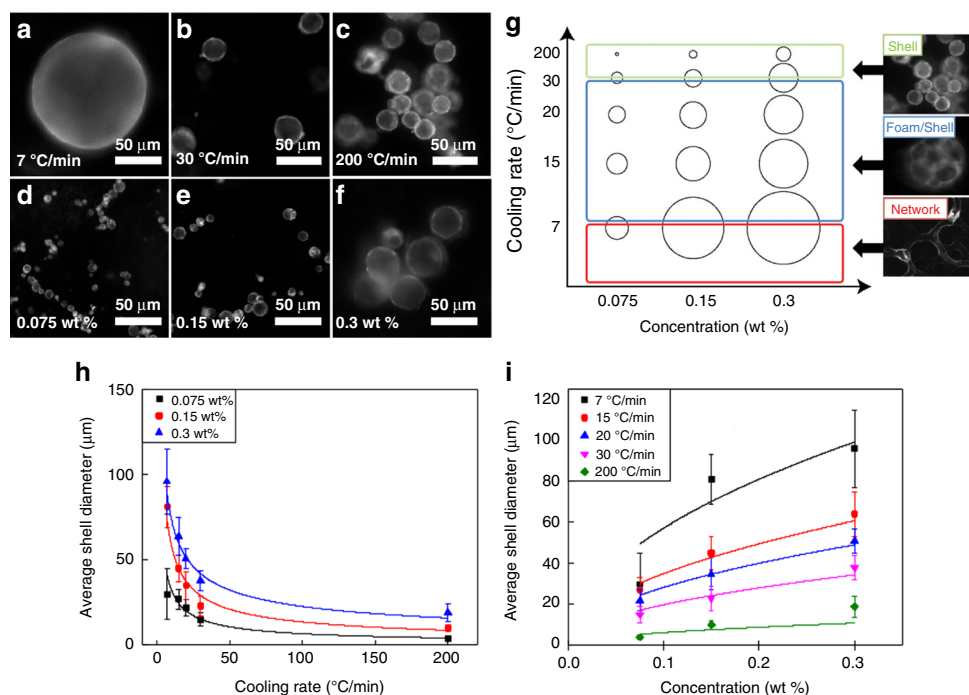 a
50 μm
7 °C/min
b
50 μm
30 °C/min
c
50 μm
200 °C/min
d
50 μm
0.075 wt %
e
50 μm
0.15 wt %
f
50 μm
0.3 wt %
g
Cooling rate (°C/min)
200
30
20
15
7
0.075 0.15 0.3
Concentration (wt %)
Shell
Foam/Shell
Network
h
Average shell diameter (μm)
150
100
50
0
0 50 100 150 200
Cooling rate (°C/min)
0.075 wt%
0.15 wt%
0.3 wt%
i
Average shell diameter (μm)
120
100
80
60
40
20
0
0.0 0.1 0.2 0.3
Concentration (wt %)
7 °C/min
15 °C/min
20 °C/min
30 °C/min
200 °C/min